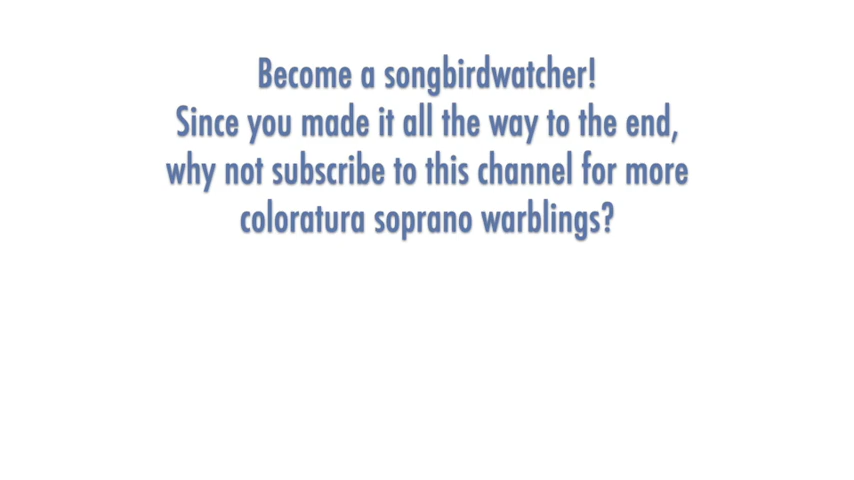 Become a songbirdwatcher!
Since you made it all the way to the end,
why not subscribe to this channel for more
coloratura soprano warblings?